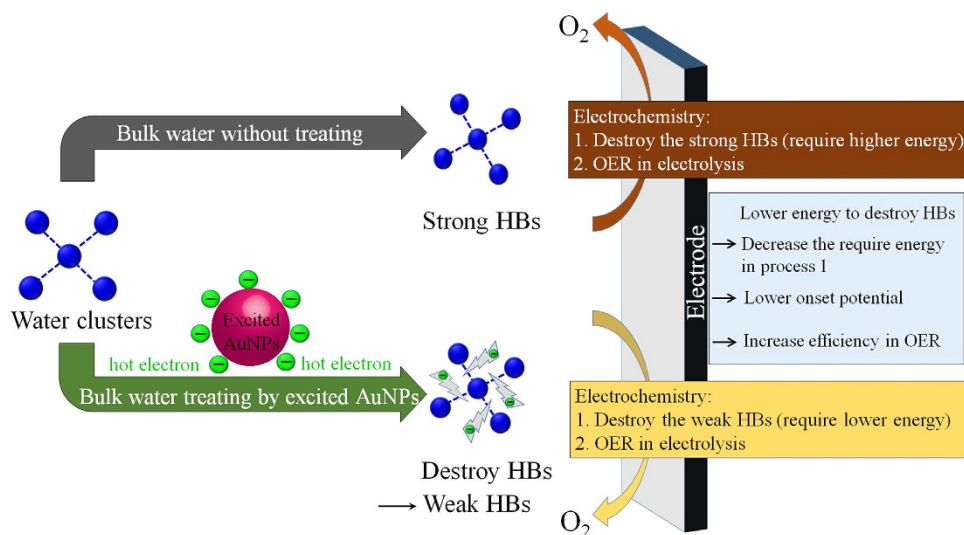 O₂
Electrochemistry:
1. Destroy the strong HBs (require higher energy)
2. OER in electrolysis
Bulk water without treating
Strong HBs
Electrode
Lower energy to destroy HBs
→ Decrease the require energy
in process 1
→ Lower onset potential
→ Increase efficiency in OER
Water clusters
Excited
AuNPs
hot electron
hot electron
Bulk water treating by excited AuNPs
Destroy HBs
→ Weak HBs
Electrochemistry:
1. Destroy the weak HBs (require lower energy)
2. OER in electrolysis
O₂